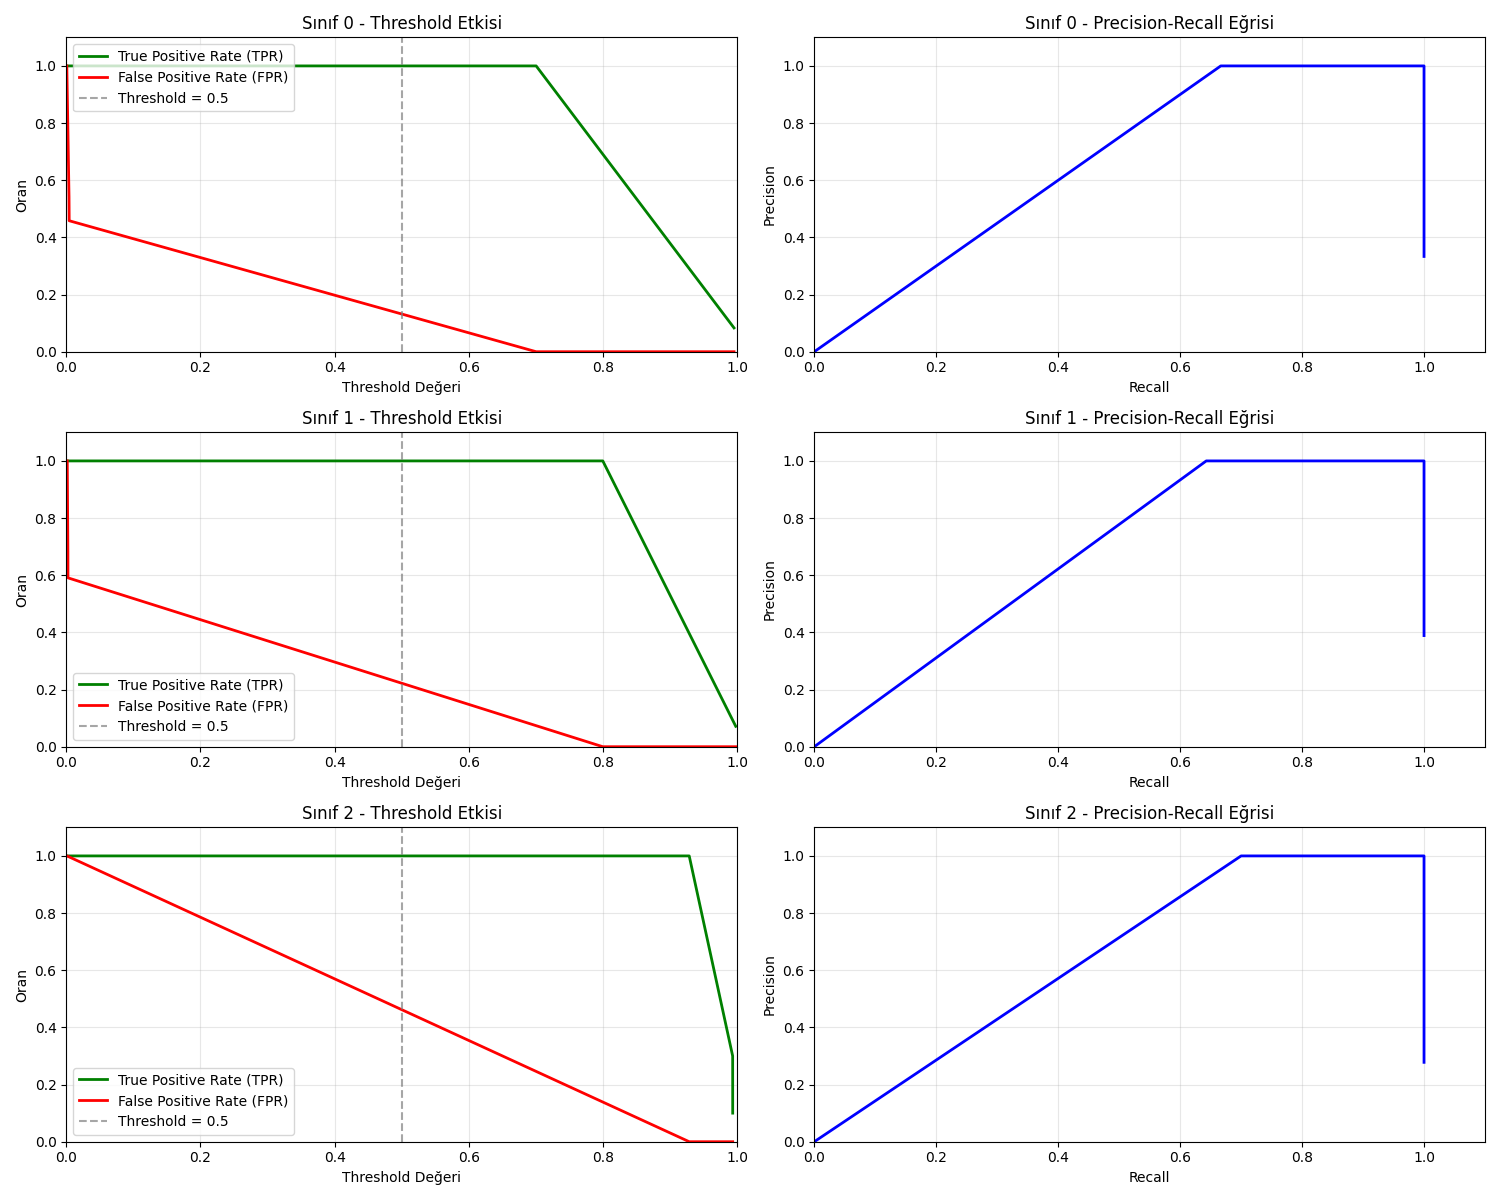 Sınıf 0 - Threshold Etkisi
True Positive Rate (TPR)
False Positive Rate (FPR)
Threshold = 0.5
Oran
1.0
0.8
0.6
0.4
0.2
0.0
0.0 0.2 0.4 0.6 0.8 1.0
Threshold Değeri
Sınıf 0 - Precision-Recall Eğrisi
Precision
1.0
0.8
0.6
0.4
0.2
0.0
0.0 0.2 0.4 0.6 0.8 1.0
Recall
Sınıf 1 - Threshold Etkisi
Oran
1.0
0.8
0.6
0.4
0.2
0.0
True Positive Rate (TPR)
False Positive Rate (FPR)
Threshold = 0.5
0.0 0.2 0.4 0.6 0.8 1.0
Threshold Değeri
Sınıf 1 - Precision-Recall Eğrisi
Precision
1.0
0.8
0.6
0.4
0.2
0.0
0.0 0.2 0.4 0.6 0.8 1.0
Recall
Sınıf 2 - Threshold Etkisi
Oran
1.0
0.8
0.6
0.4
0.2
0.0
True Positive Rate (TPR)
False Positive Rate (FPR)
Threshold = 0.5
0.0 0.2 0.4 0.6 0.8 1.0
Threshold Değeri
Sınıf 2 - Precision-Recall Eğrisi
Precision
1.0
0.8
0.6
0.4
0.2
0.0
0.0 0.2 0.4 0.6 0.8 1.0
Recall